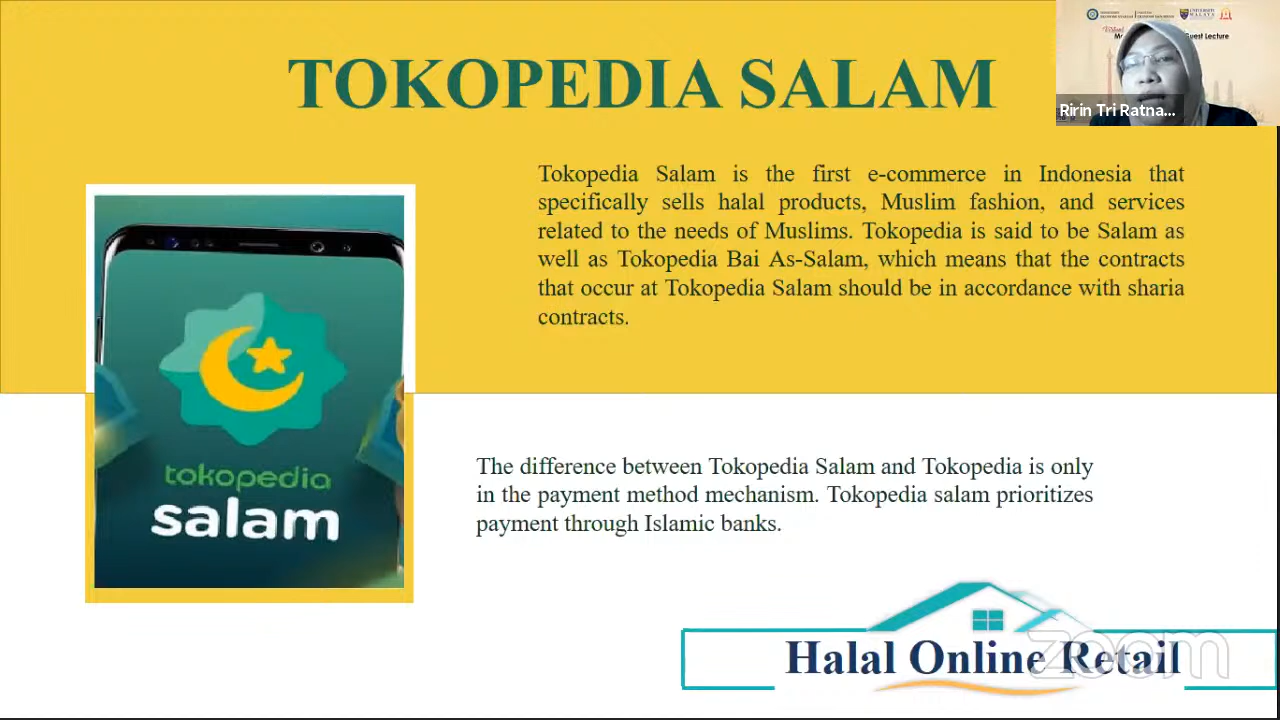 TOKOPEDIA SALAM
Guest Lecture
Ririn Tri Ratna...
Tokopedia Salam is the first e-commerce in Indonesia that
specifically sells halal products, Muslim fashion, and services
related to the needs of Muslims. Tokopedia is said to be Salam as
well as Tokopedia Bai As-Salam, which means that the contracts
that occur at Tokopedia Salam should be in accordance with sharia
contracts.
tokopedia
salam
The difference between Tokopedia Salam and Tokopedia is only
in the payment method mechanism. Tokopedia salam prioritizes
payment through Islamic banks.
Halal Online Retail
zoom